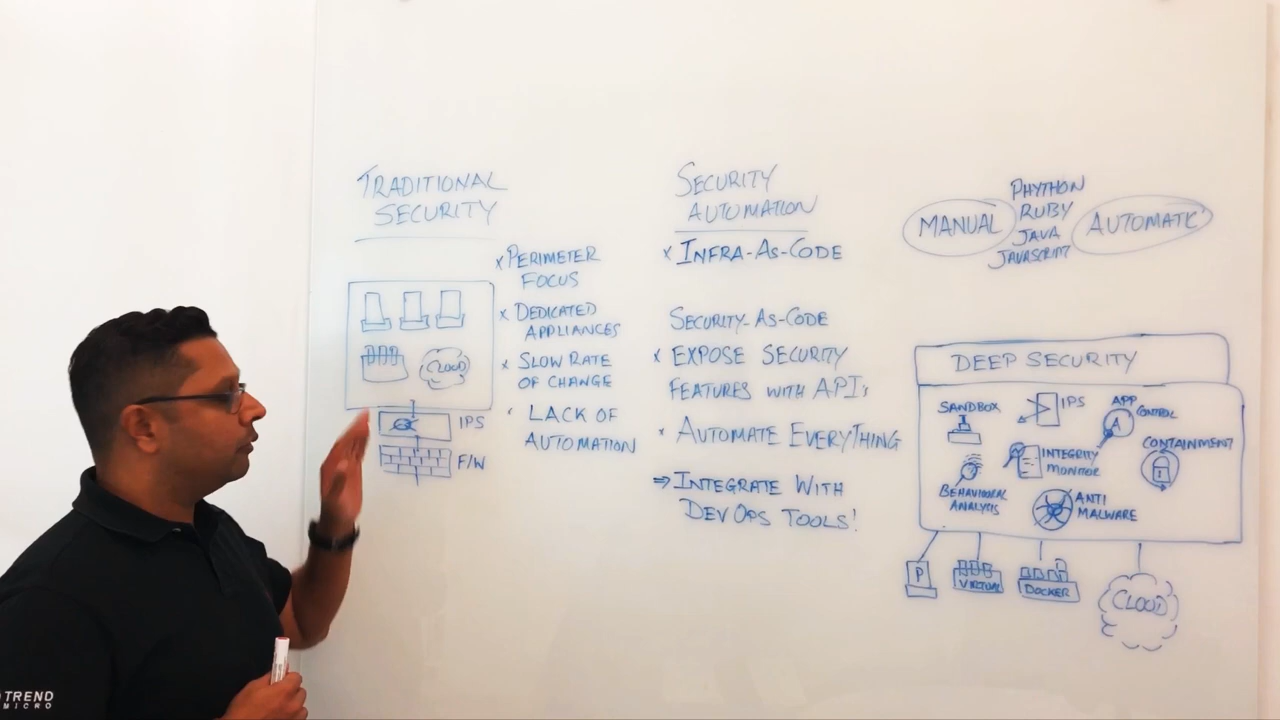 TRADITIONAL
SECURITY
x PERIMETER
FOCUS
x DEDICATED
APPLIANCES
x SLOW RATE
OF CHANGE
LACK OF
AUTOMATION
CLOUD
IPS
F/W
SECURITY
AUTOMATION
x INFRA-AS-CODE
SECURITY-AS-CODE
x EXPOSE SECURITY
FEATURES WITH APIs
x AUTOMATE EVERYTHING
⇒ INTEGRATE WITH
DEVOPS TOOLS!
MANUAL
PHYTHON
RUBY
JAVA
JAVASCRIPT
AUTOMATIC
DEEP SECURITY
SANDBOX
IPS
APP
CONTROL
A
INTEGRITY
MONITOR
CONTAINMENT
BEHAVIOURAL
ANALYSIS
ANTI
MALWARE
P
VIRTUAL
DOCKER
CLOUD
TREND
MICRO